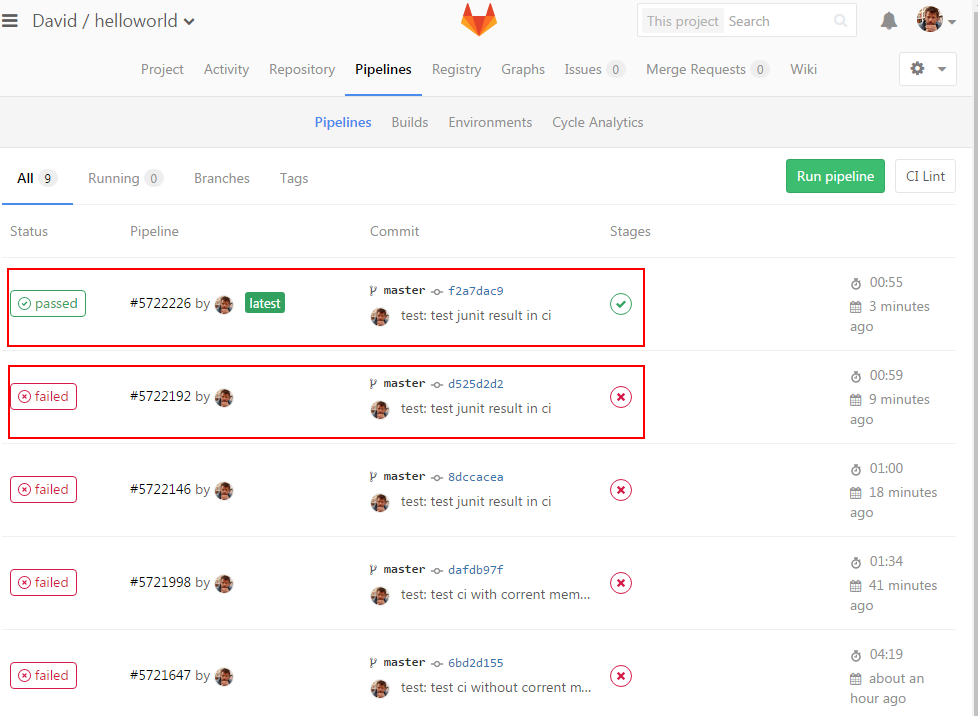 David / helloworld
This project Search
Project Activity Repository Pipelines Registry Graphs Issues 0 Merge Requests 0 Wiki
Pipelines Builds Environments Cycle Analytics
All 9 Running 0 Branches Tags Run pipeline CI Lint
Status Pipeline Commit Stages
passed #5722226 by latest
master f2a7dac9
test: test junit result in ci
00:55
3 minutes
ago
failed #5722192 by
master d525d2d2
test: test junit result in ci
00:59
9 minutes
ago
failed #5722146 by
master 8dccacea
test: test junit result in ci
01:00
18 minutes
ago
failed #5721998 by
master dafdb97f
test: test ci with corrent mem...
01:34
41 minutes
ago
failed #5721647 by
master 6bd2d155
test: test ci without corrent m...
04:19
about an
hour ago